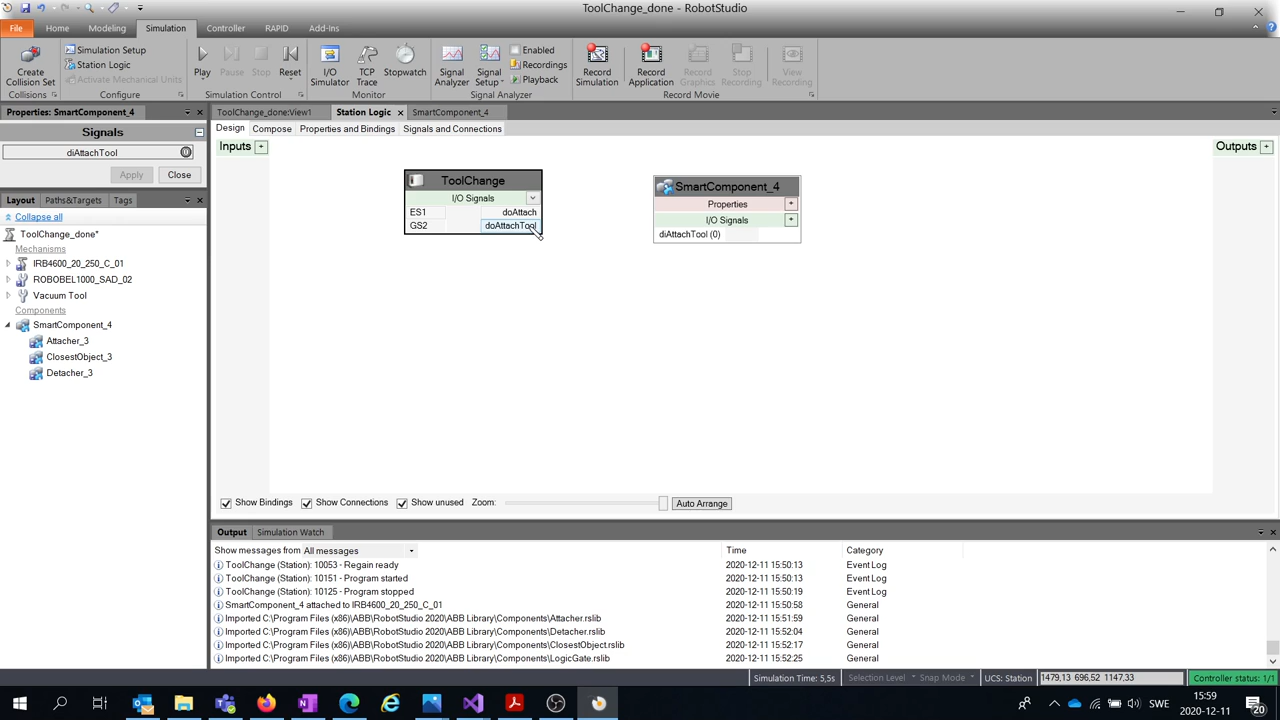 ToolChange_done - RobotStudio
File Home Modeling Simulation Controller RAPID Add-Ins
Create Collision Set
Simulation Setup
Station Logic
Activate Mechanical Units
Play Pause Stop Reset
I/O Simulator TCP Trace Stopwatch
Signal Analyzer Signal Setup
Enabled
Recordings
Playback
Record Simulation Record Application Record Graphics Stop Recording View Recording
Collisions Configure Simulation Control Monitor Signal Analyzer Record Movie
Properties: SmartComponent_4
Signals
diAttachTool 0
Apply Close
Layout Paths&Targets Tags
Collapse all
ToolChange_done*
Mechanisms
IRB4600_20_250_C_01
ROBOBEL1000_SAD_02
Vacuum Tool
Components
SmartComponent_4
Attacher_3
ClosestObject_3
Detacher_3
ToolChange_done:View1 Station Logic SmartComponent_4
Design Compose Properties and Bindings Signals and Connections
Inputs +
Outputs +
ToolChange
I/O Signals
ES1 doAttach
GS2 doAttachTool
SmartComponent_4
Properties +
I/O Signals +
diAttachTool (0)
Show Bindings Show Connections Show unused Zoom: Auto Arrange
Output Simulation Watch
Show messages from All messages Time Category
ToolChange (Station): 10053 - Regain ready 2020-12-11 15:50:13 Event Log
ToolChange (Station): 10151 - Program started 2020-12-11 15:50:13 Event Log
ToolChange (Station): 10125 - Program stopped 2020-12-11 15:50:19 Event Log
SmartComponent_4 attached to IRB4600_20_250_C_01 2020-12-11 15:50:58 General
Imported C:\Program Files (x86)\ABB\RobotStudio 2020\ABB Library\Components\Attacher.rslib 2020-12-11 15:51:59 General
Imported C:\Program Files (x86)\ABB\RobotStudio 2020\ABB Library\Components\Detacher.rslib 2020-12-11 15:52:04 General
Imported C:\Program Files (x86)\ABB\RobotStudio 2020\ABB Library\Components\ClosestObject.rslib 2020-12-11 15:52:17 General
Imported C:\Program Files (x86)\ABB\RobotStudio 2020\ABB Library\Components\LogicGate.rslib 2020-12-11 15:52:25 General
Simulation Time: 5,5s Selection Level Snap Mode UCS: Station 1479,13 696,52 1147,33 Controller status: 1/1
SWE 15:59
2020-12-11
20